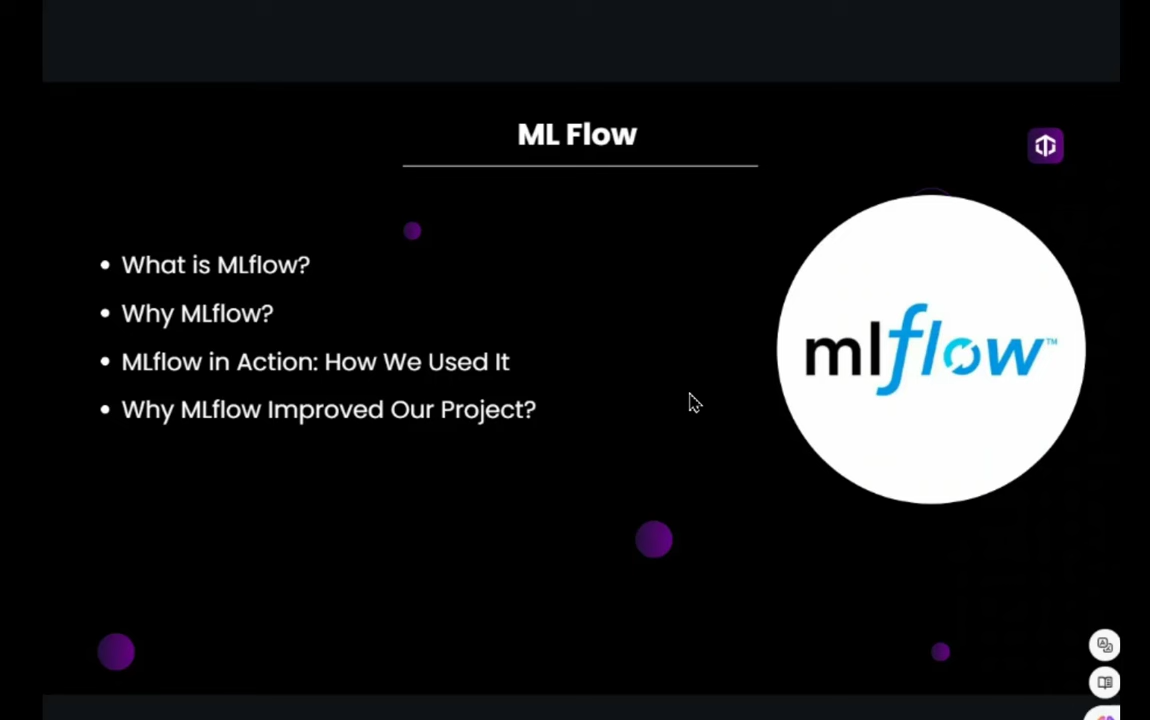 ML Flow
• What is MLflow?
• Why MLflow?
• MLflow in Action: How We Used It
• Why MLflow Improved Our Project?
mlflow™